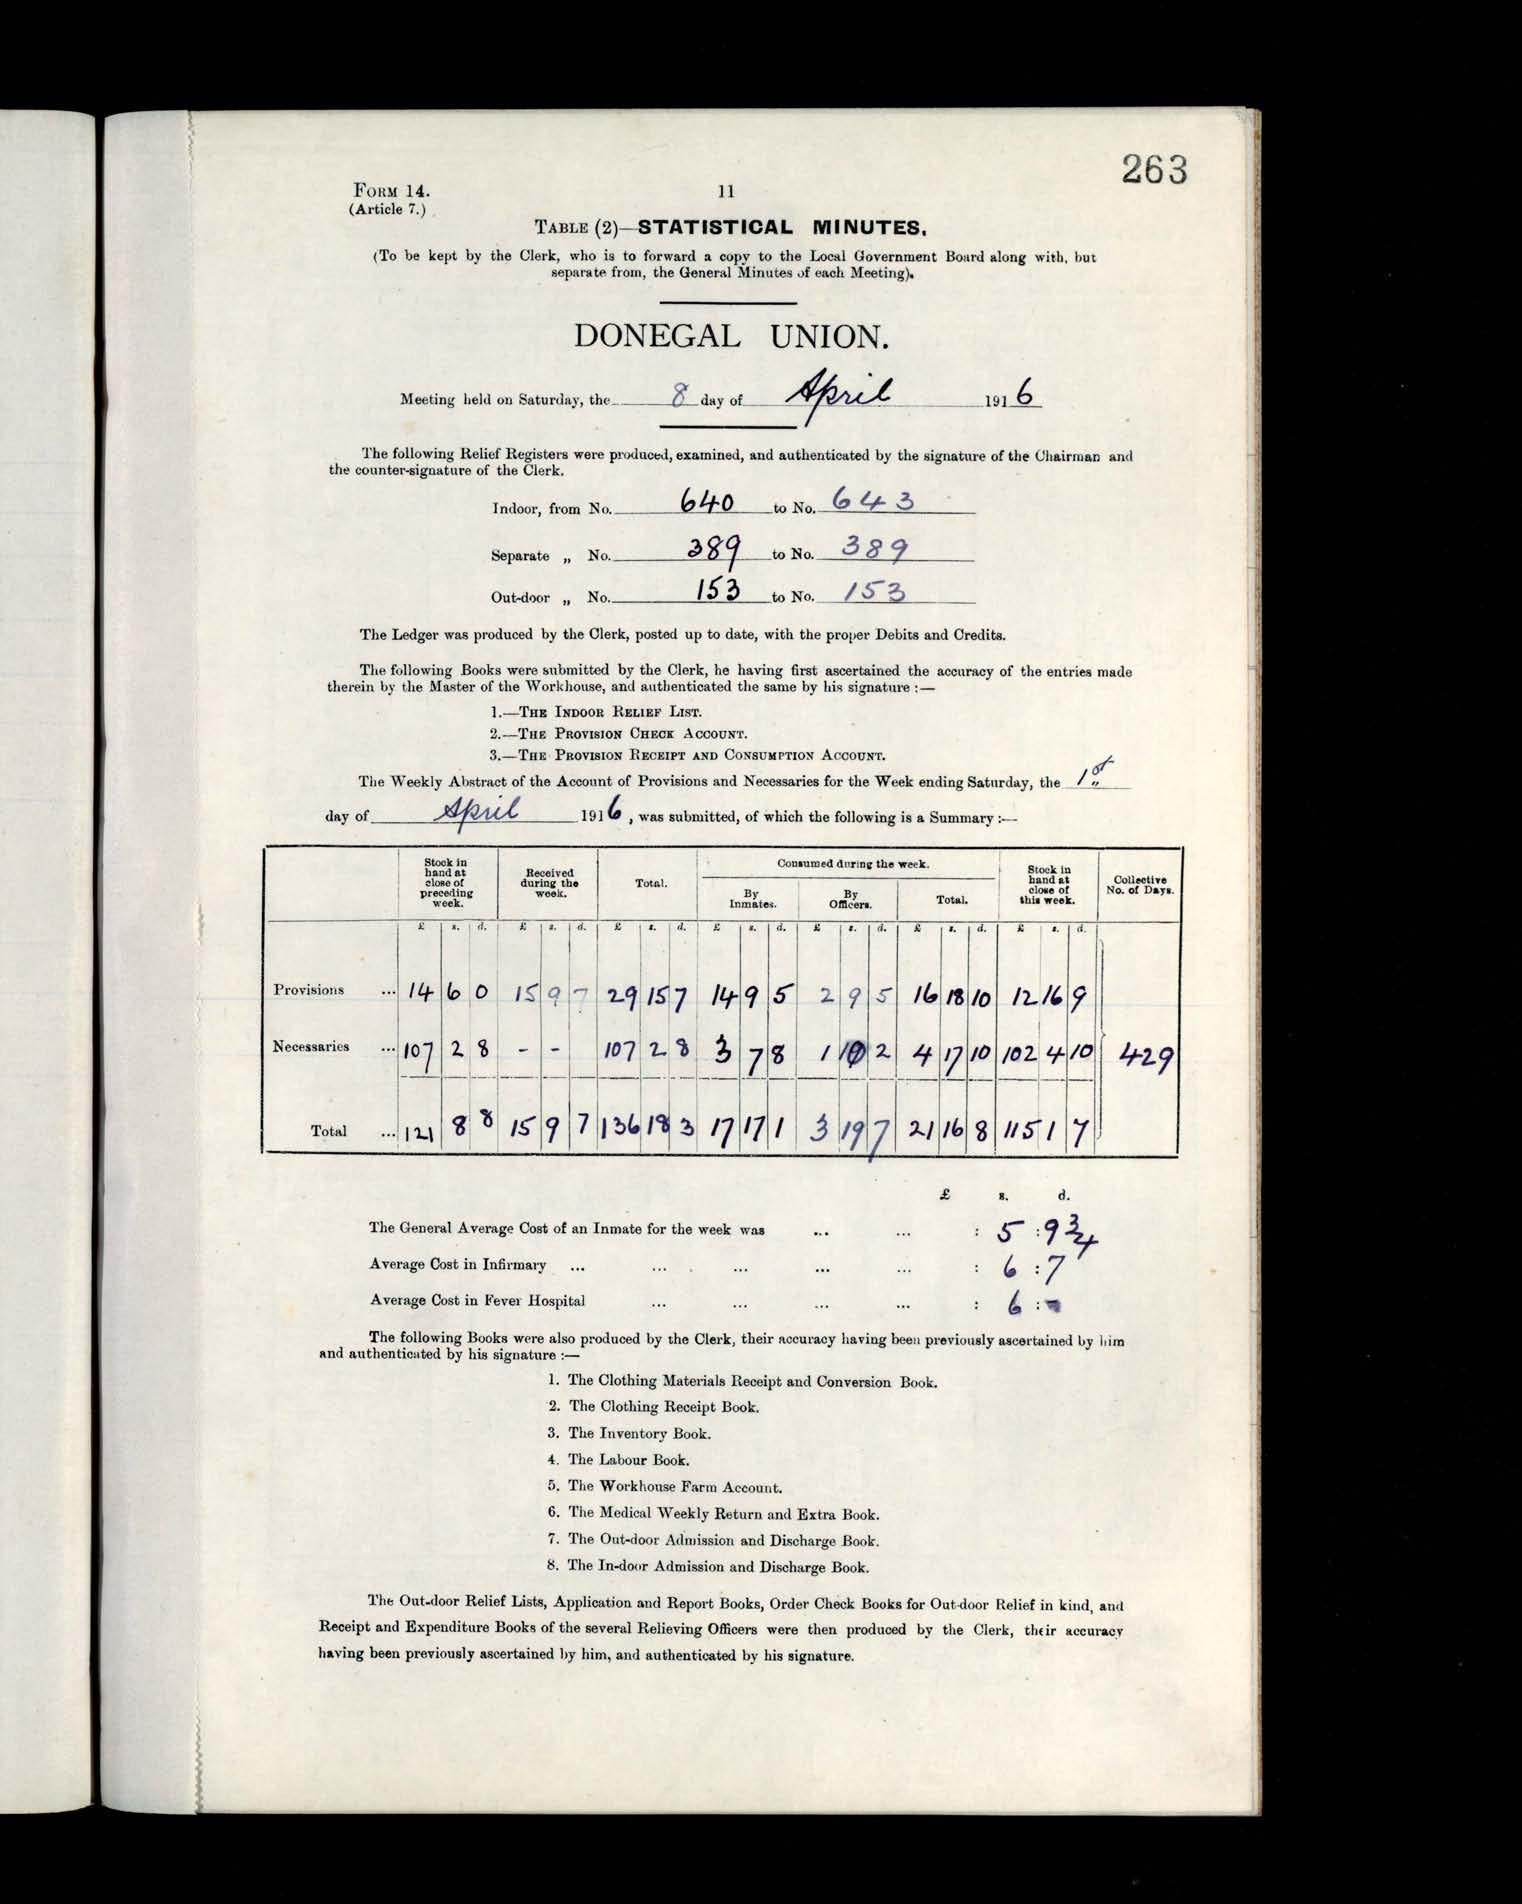 263
FORM 14.
11
(Article 7.)
TABLE (2)—STATISTICAL MINUTES.
(To be kept by the Clerk, who is to forward a copy to the Local Government Board along with, but
separate from, the General Minutes of each Meeting).
DONEGAL UNION.
Meeting held on Saturday, the 8 day of April 1916
The following Relief Registers were produced, examined, and authenticated by the signature of the Chairman and
the counter-signature of the Clerk.
Indoor, from No. 640 to No. 643
Separate „ No. 389 to No. 389
Out-door „ No. 153 to No. 153
The Ledger was produced by the Clerk, posted up to date, with the proper Debits and Credits.
The following Books were submitted by the Clerk, he having first ascertained the accuracy of the entries made
therein by the Master of the Workhouse, and authenticated the same by his signature :—
1.—THE INDOOR RELIEF LIST.
2.—THE PROVISION CHECK ACCOUNT.
3.—THE PROVISION RECEIPT AND CONSUMPTION ACCOUNT.
The Weekly Abstract of the Account of Provisions and Necessaries for the Week ending Saturday, the 1st
day of April 1916, was submitted, of which the following is a Summary :—
Stock in hand at close of preceding week. Received during the week. Total. Consumed during the week. Stock in hand at close of this week. Collective No. of Days.
By Inmates. By Officers. Total.
£ s. d. £ s. d. £ s. d. £ s. d. £ s. d. £ s. d. £ s. d.
Provisions ... 14 6 0 15 9 7 29 15 7 14 9 5 2 9 5 16 18 10 12 16 9
Necessaries ... 107 2 8 - - 107 2 8 3 7 8 1 10 2 4 17 10 102 4 10 429
Total ... 121 8 8 15 9 7 136 18 3 17 17 1 3 19 7 21 16 8 115 1 7
£ s. d.
The General Average Cost of an Inmate for the week was ... ... : 5 : 9 3/4
Average Cost in Infirmary ... ... ... ... ... : 6 : 7
Average Cost in Fever Hospital ... ... ... ... : 6 : -
The following Books were also produced by the Clerk, their accuracy having been previously ascertained by him
and authenticated by his signature :—
1. The Clothing Materials Receipt and Conversion Book.
2. The Clothing Receipt Book.
3. The Inventory Book.
4. The Labour Book.
5. The Workhouse Farm Account.
6. The Medical Weekly Return and Extra Book.
7. The Out-door Admission and Discharge Book.
8. The In-door Admission and Discharge Book.
The Out-door Relief Lists, Application and Report Books, Order Check Books for Out-door Relief in kind, and
Receipt and Expenditure Books of the several Relieving Officers were then produced by the Clerk, their accuracy
having been previously ascertained by him, and authenticated by his signature.